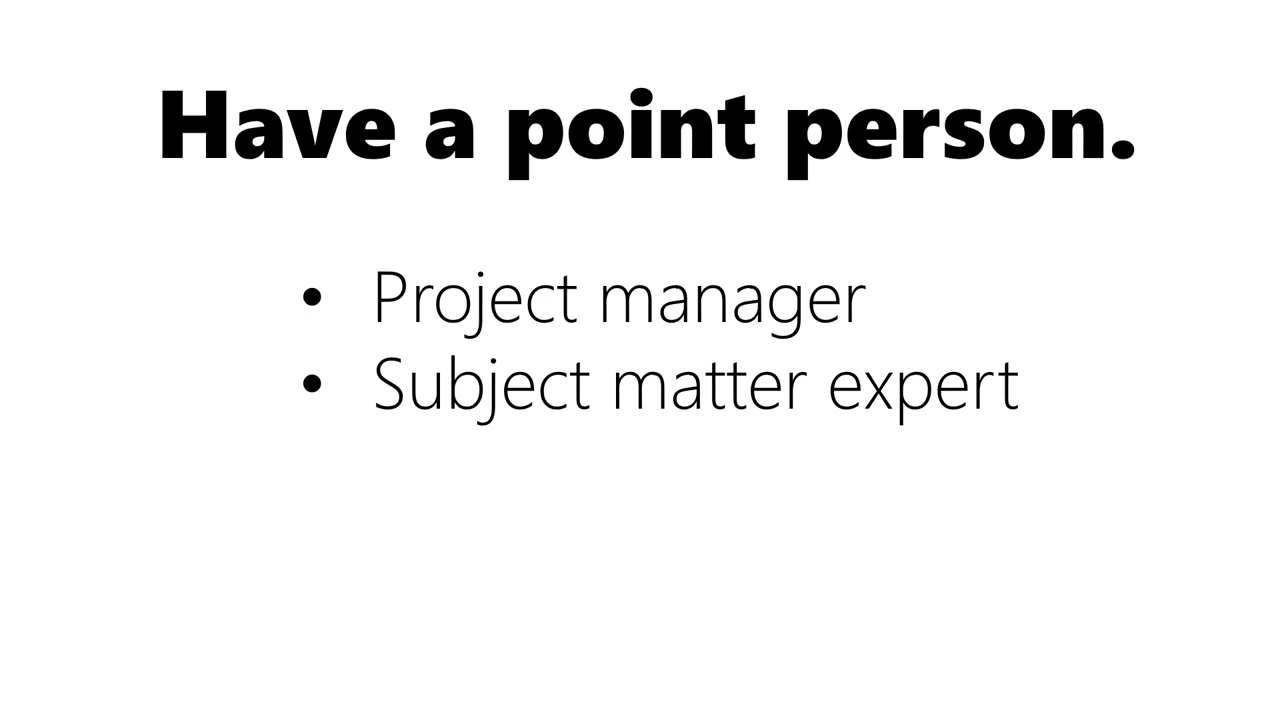 Have a point person.
• Project manager
• Subject matter expert